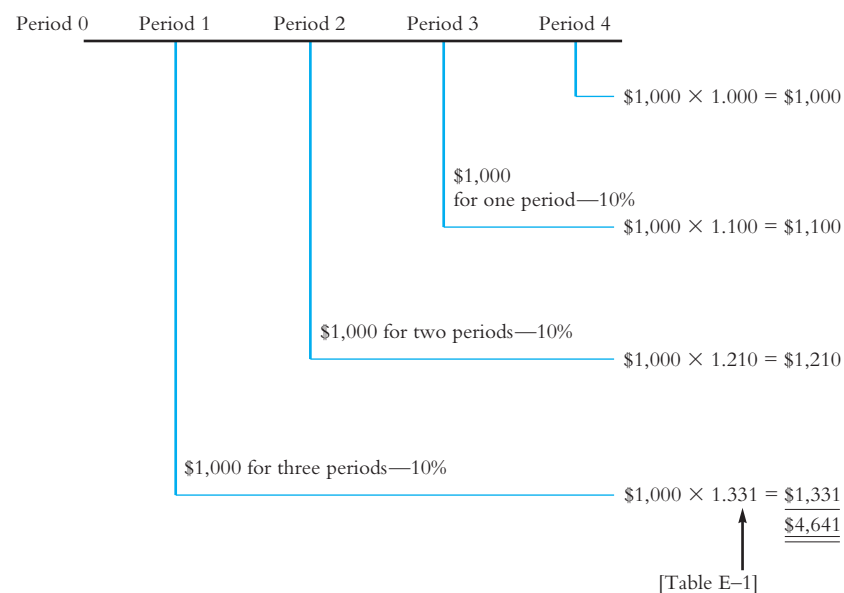 Period 0 Period 1 Period 2 Period 3 Period 4
$1,000 × 1.000 = $1,000
$1,000
for one period—10%
$1,000 × 1.100 = $1,100
$1,000 for two periods—10%
$1,000 × 1.210 = $1,210
$1,000 for three periods—10%
$1,000 × 1.331 = $1,331
$4,641
[Table E–1]